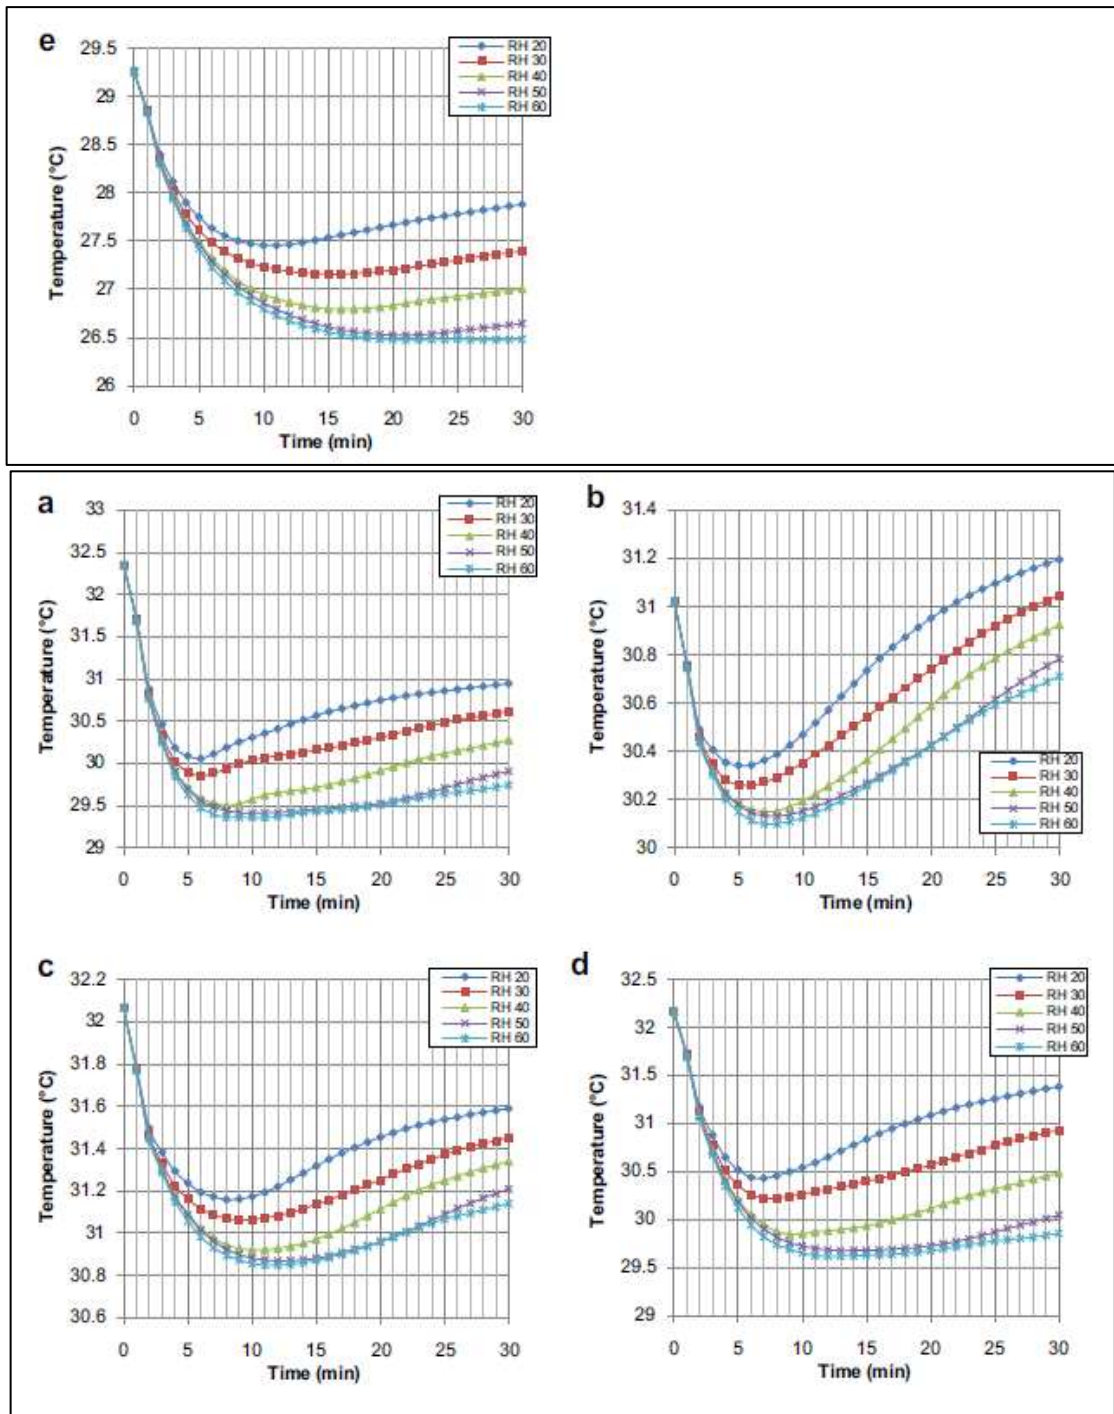 e
RH 20
RH 30
RH 40
RH 50
RH 60
29.5
29
28.5
28
27.5
27
26.5
26
Temperature (°C)
0 5 10 15 20 25 30
Time (min)
a
RH 20
RH 30
RH 40
RH 50
RH 60
33
32.5
32
31.5
31
30.5
30
29.5
29
Temperature (°C)
0 5 10 15 20 25 30
Time (min)
b
31.4
31.2
31
30.8
30.6
30.4
30.2
30
Temperature (°C)
RH 20
RH 30
RH 40
RH 50
RH 60
0 5 10 15 20 25 30
Time (min)
c
RH 20
RH 30
RH 40
RH 50
RH 60
32.2
32
31.8
31.6
31.4
31.2
31
30.8
30.6
Temperature (°C)
0 5 10 15 20 25 30
Time (min)
d
RH 20
RH 30
RH 40
RH 50
RH 60
32.5
32
31.5
31
30.5
30
29.5
29
Temperature (°C)
0 5 10 15 20 25 30
Time (min)